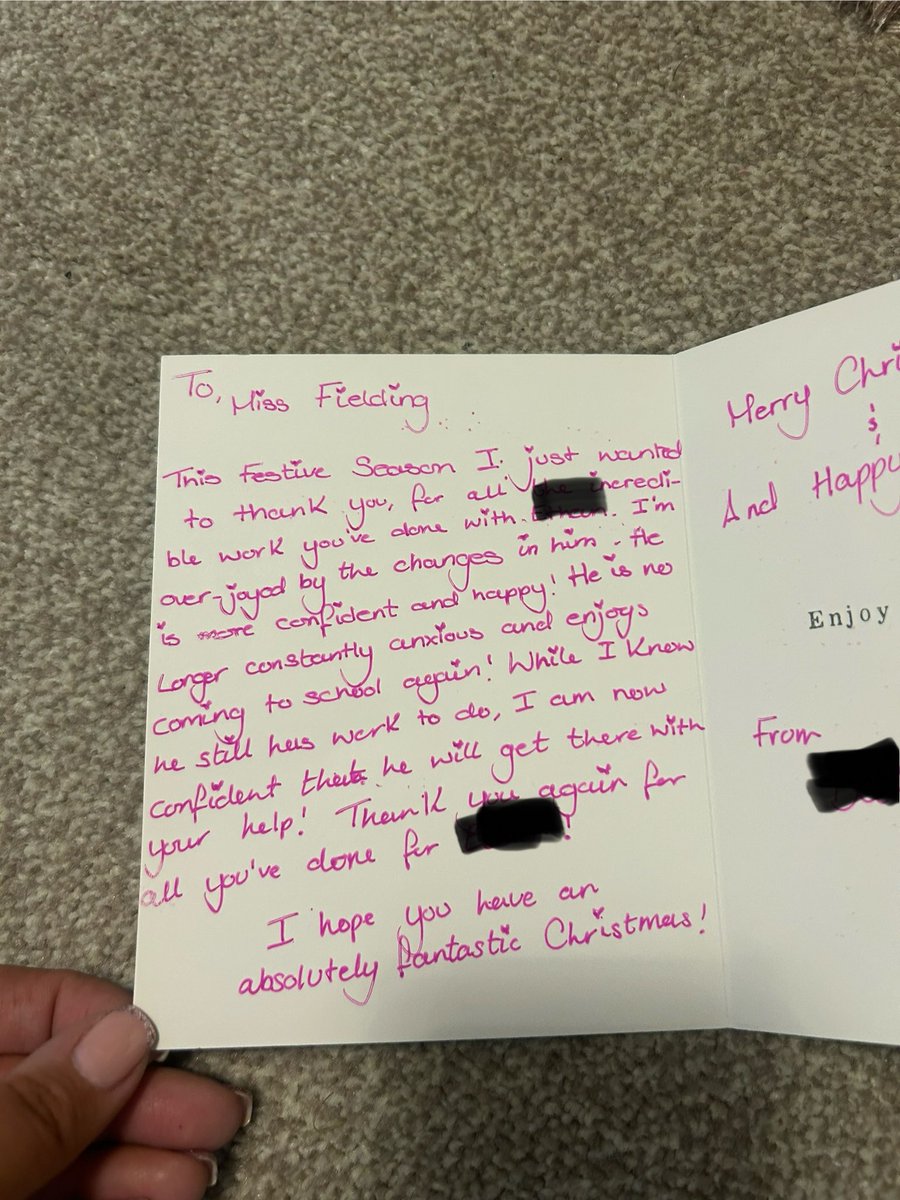 To, Miss Fielding
This Festive Season I just wanted
to thank you, for all the incredi-
ble work you've done with. I'm
over-joyed by the changes in him. He
is more confident and happy! He is no
Longer constantly anxious and enjoys
coming to school again! While I know
he still has work to do, I am now
confident that he will get there with
your help! Thank you again for
all you've done for !
I hope you have an
absolutely fantastic Christmas!
Merry Chri
&
And Happy
Enjoy
From